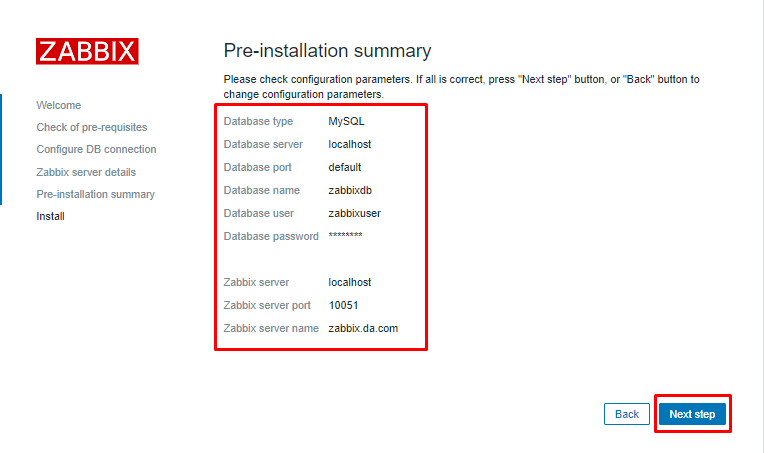 ZABBIX
Welcome
Check of pre-requisites
Configure DB connection
Zabbix server details
Pre-installation summary
Install
Pre-installation summary
Please check configuration parameters. If all is correct, press "Next step" button, or "Back" button to
change configuration parameters.
Database type MySQL
Database server localhost
Database port default
Database name zabbixdb
Database user zabbixuser
Database password ********
Zabbix server localhost
Zabbix server port 10051
Zabbix server name zabbix.da.com
Back Next step